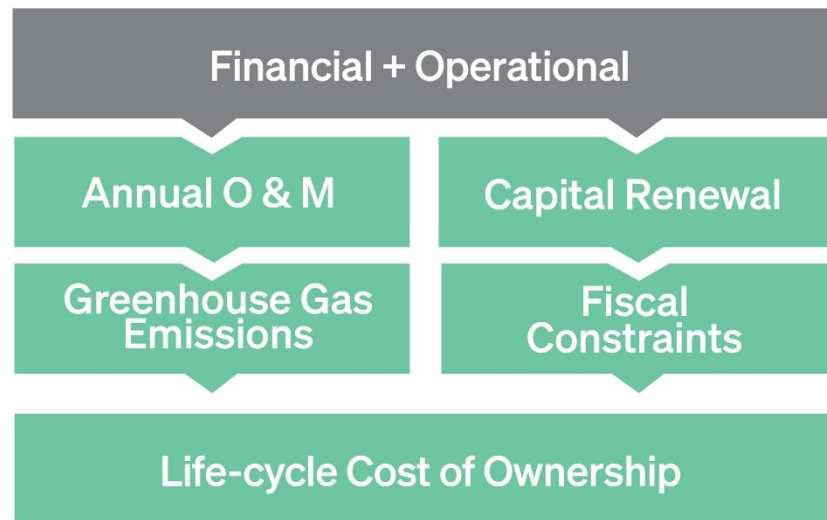 Financial + Operational
Annual O & M
Capital Renewal
Greenhouse Gas
Emissions
Fiscal
Constraints
Life-cycle Cost of Ownership